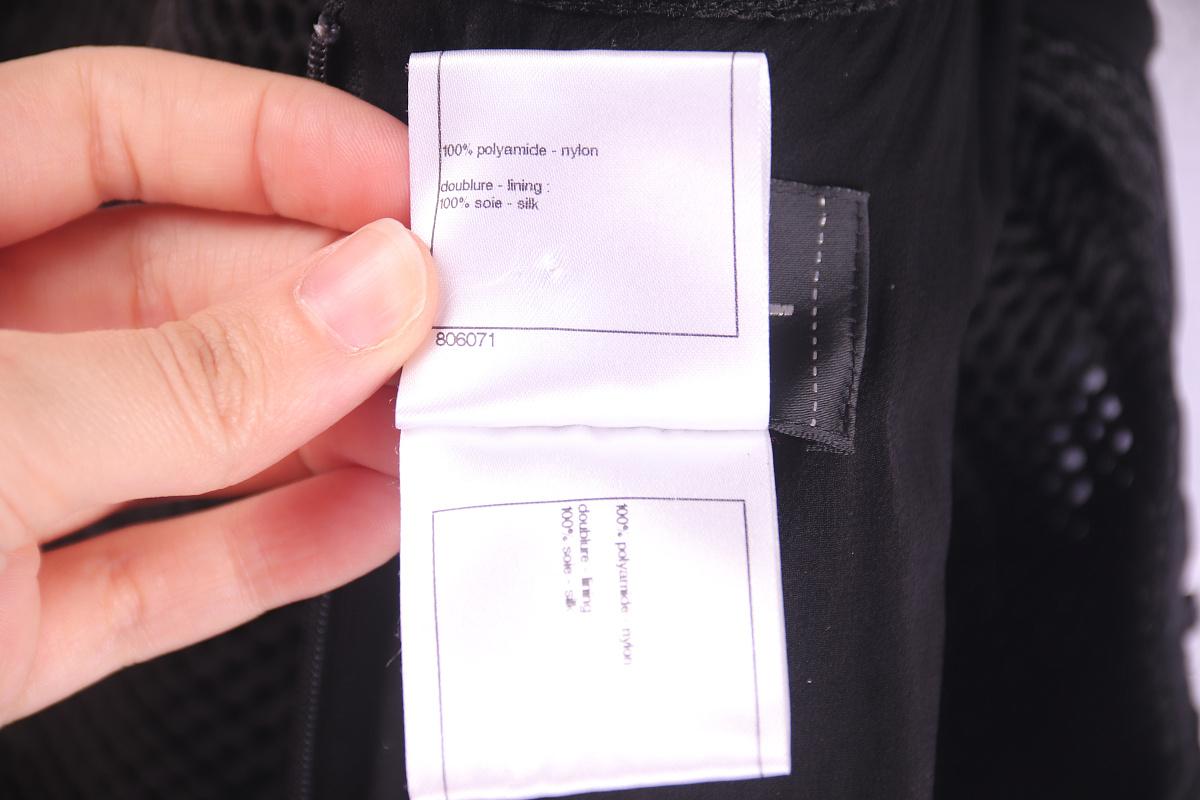 100% polyamide - nylon
doublure - lining :
100% soie - silk
806071
100% polyamide - nylon
doublure - lining
100% soie - silk